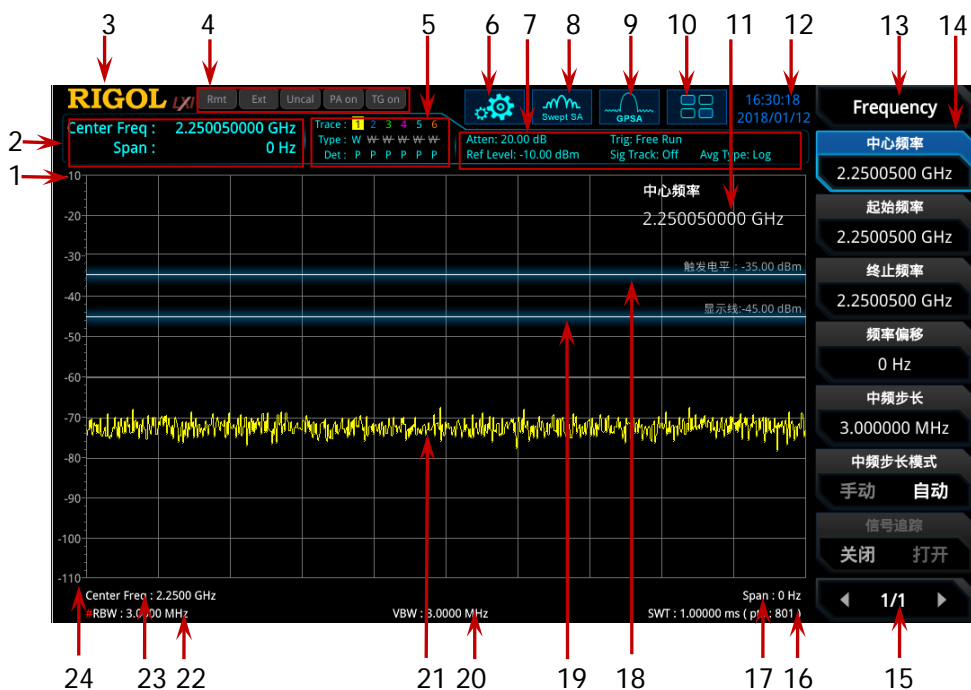 3 4 5 6 7 8 9 10 11 12 13 14
RIGOL LXI Rmt Ext Uncal PA on TG on
Swept SA GPSA
16:30:18
2018/01/12
Frequency
2
Center Freq : 2.250050000 GHz
Span : 0 Hz
Trace : 1 2 3 4 5 6
Type : W W W W W W
Det : P P P P P P
Atten: 20.00 dB Trig: Free Run
Ref Level: -10.00 dBm Sig Track: Off Avg Type: Log
1
-10
-20
-30
-40
-50
-60
-70
-80
-90
-100
-110
中心频率
2.250050000 GHz
触发电平 : -35.00 dBm
显示线:-45.00 dBm
中心频率
2.2500500 GHz
起始频率
2.2500500 GHz
终止频率
2.2500500 GHz
频率偏移
0 Hz
中频步长
3.000000 MHz
中频步长模式
手动 自动
信号追踪
关闭 打开
1/1
Center Freq : 2.2500 GHz Span : 0 Hz
#RBW : 3.0000 MHz VBW : 3.0000 MHz SWT : 1.00000 ms ( pts : 801 )
24 23 22 21 20 19 18 17 16 15